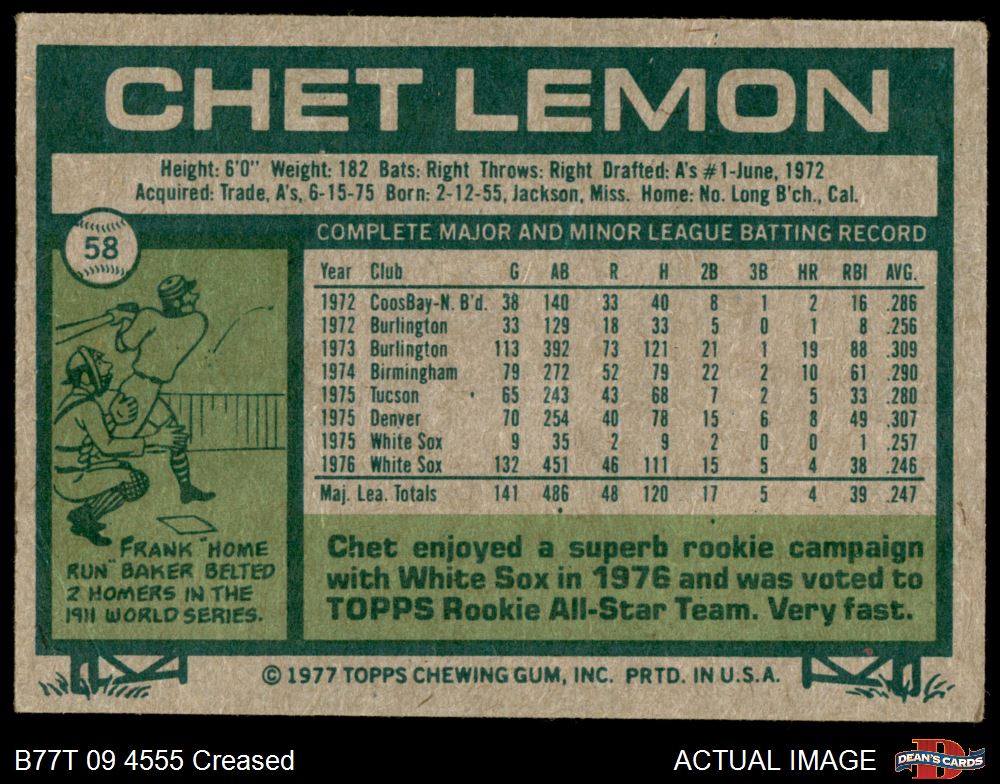 CHET LEMON
Height: 6'0" Weight: 182 Bats: Right Throws: Right Drafted: A's #1-June, 1972
Acquired: Trade, A's, 6-15-75 Born: 2-12-55, Jackson, Miss. Home: No. Long B'ch., Cal.
58
COMPLETE MAJOR AND MINOR LEAGUE BATTING RECORD
Year Club G AB R H 2B 3B HR RBI AVG.
1972 CoosBay-N. B'd. 38 140 33 40 8 1 2 16 .286
1972 Burlington 33 129 18 33 5 0 1 8 .256
1973 Burlington 113 392 73 121 21 1 19 88 .309
1974 Birmingham 79 272 52 79 22 2 10 61 .290
1975 Tucson 65 243 43 68 7 2 5 33 .280
1975 Denver 70 254 40 78 15 6 8 49 .307
1975 White Sox 9 35 2 9 2 0 0 1 .257
1976 White Sox 132 451 46 111 15 5 4 38 .246
Maj. Lea. Totals 141 486 48 120 17 5 4 39 .247
FRANK "HOME
RUN" BAKER BELTED
2 HOMERS IN THE
1911 WORLD SERIES.
Chet enjoyed a superb rookie campaign
with White Sox in 1976 and was voted to
TOPPS Rookie All-Star Team. Very fast.
© 1977 TOPPS CHEWING GUM, INC. PRTD. IN U.S.A.
B77T 09 4555 Creased
ACTUAL IMAGE
D
DEAN'S CARDS